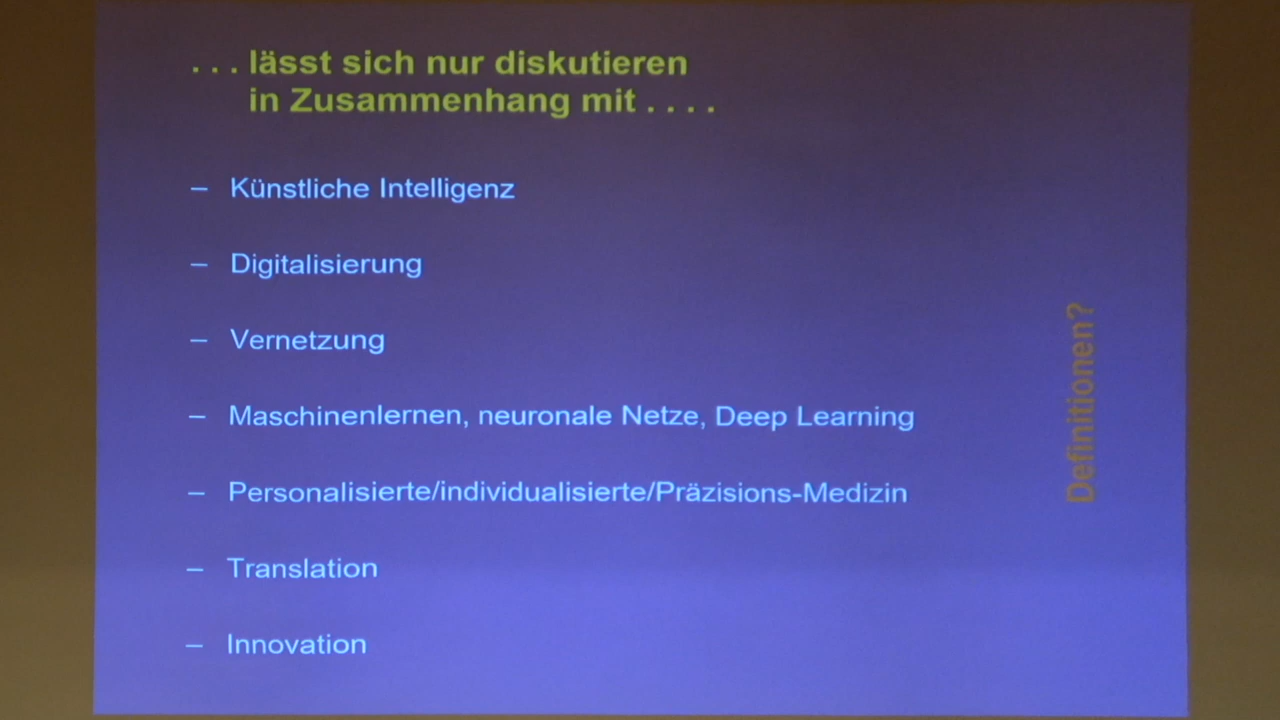 . . . lässt sich nur diskutieren
in Zusammenhang mit . . . .
– Künstliche Intelligenz
– Digitalisierung
– Vernetzung
– Maschinenlernen, neuronale Netze, Deep Learning
– Personalisierte/individualisierte/Präzisions-Medizin
– Translation
– Innovation
Definitionen?